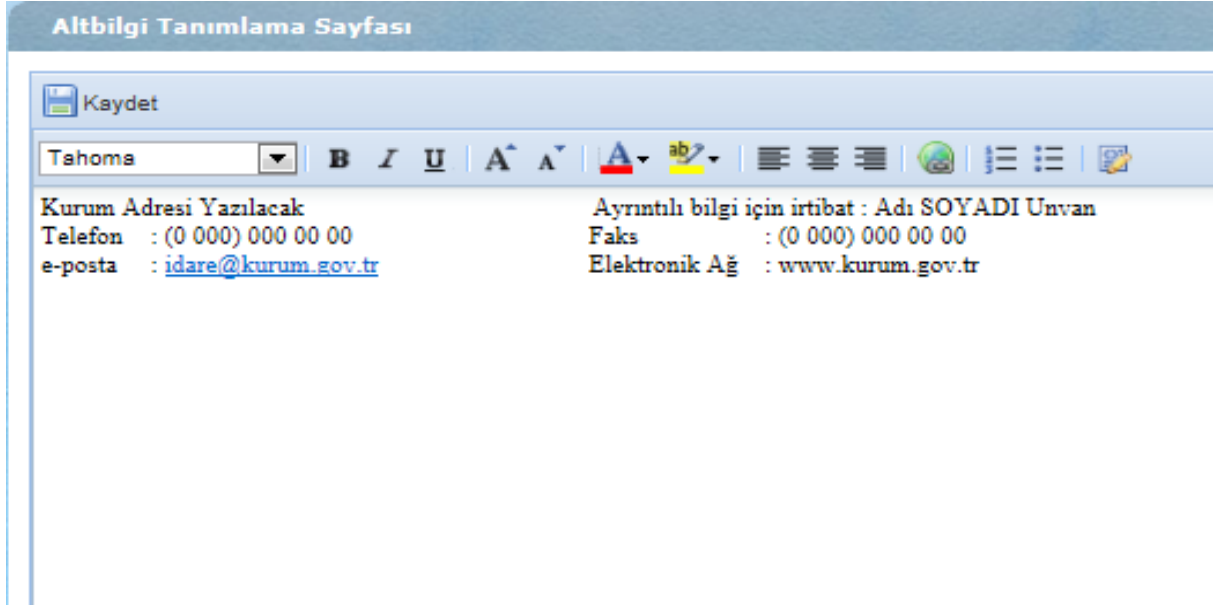 Altbilgi Tanımlama Sayfası
Kaydet
Tahoma B I U A A A ab
Kurum Adresi Yazılacak Ayrıntılı bilgi için irtibat : Adı SOYADI Unvan
Telefon : (0 000) 000 00 00 Faks : (0 000) 000 00 00
e-posta : idare@kurum.gov.tr Elektronik Ağ : www.kurum.gov.tr